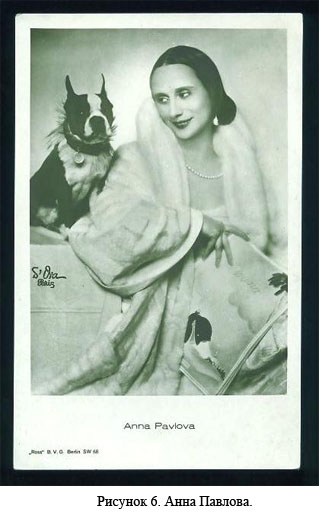 D'Ora
Paris
Anna Pavlova
„Ross" B. V. G. Berlin SW 68
Рисунок 6. Анна Павлова.